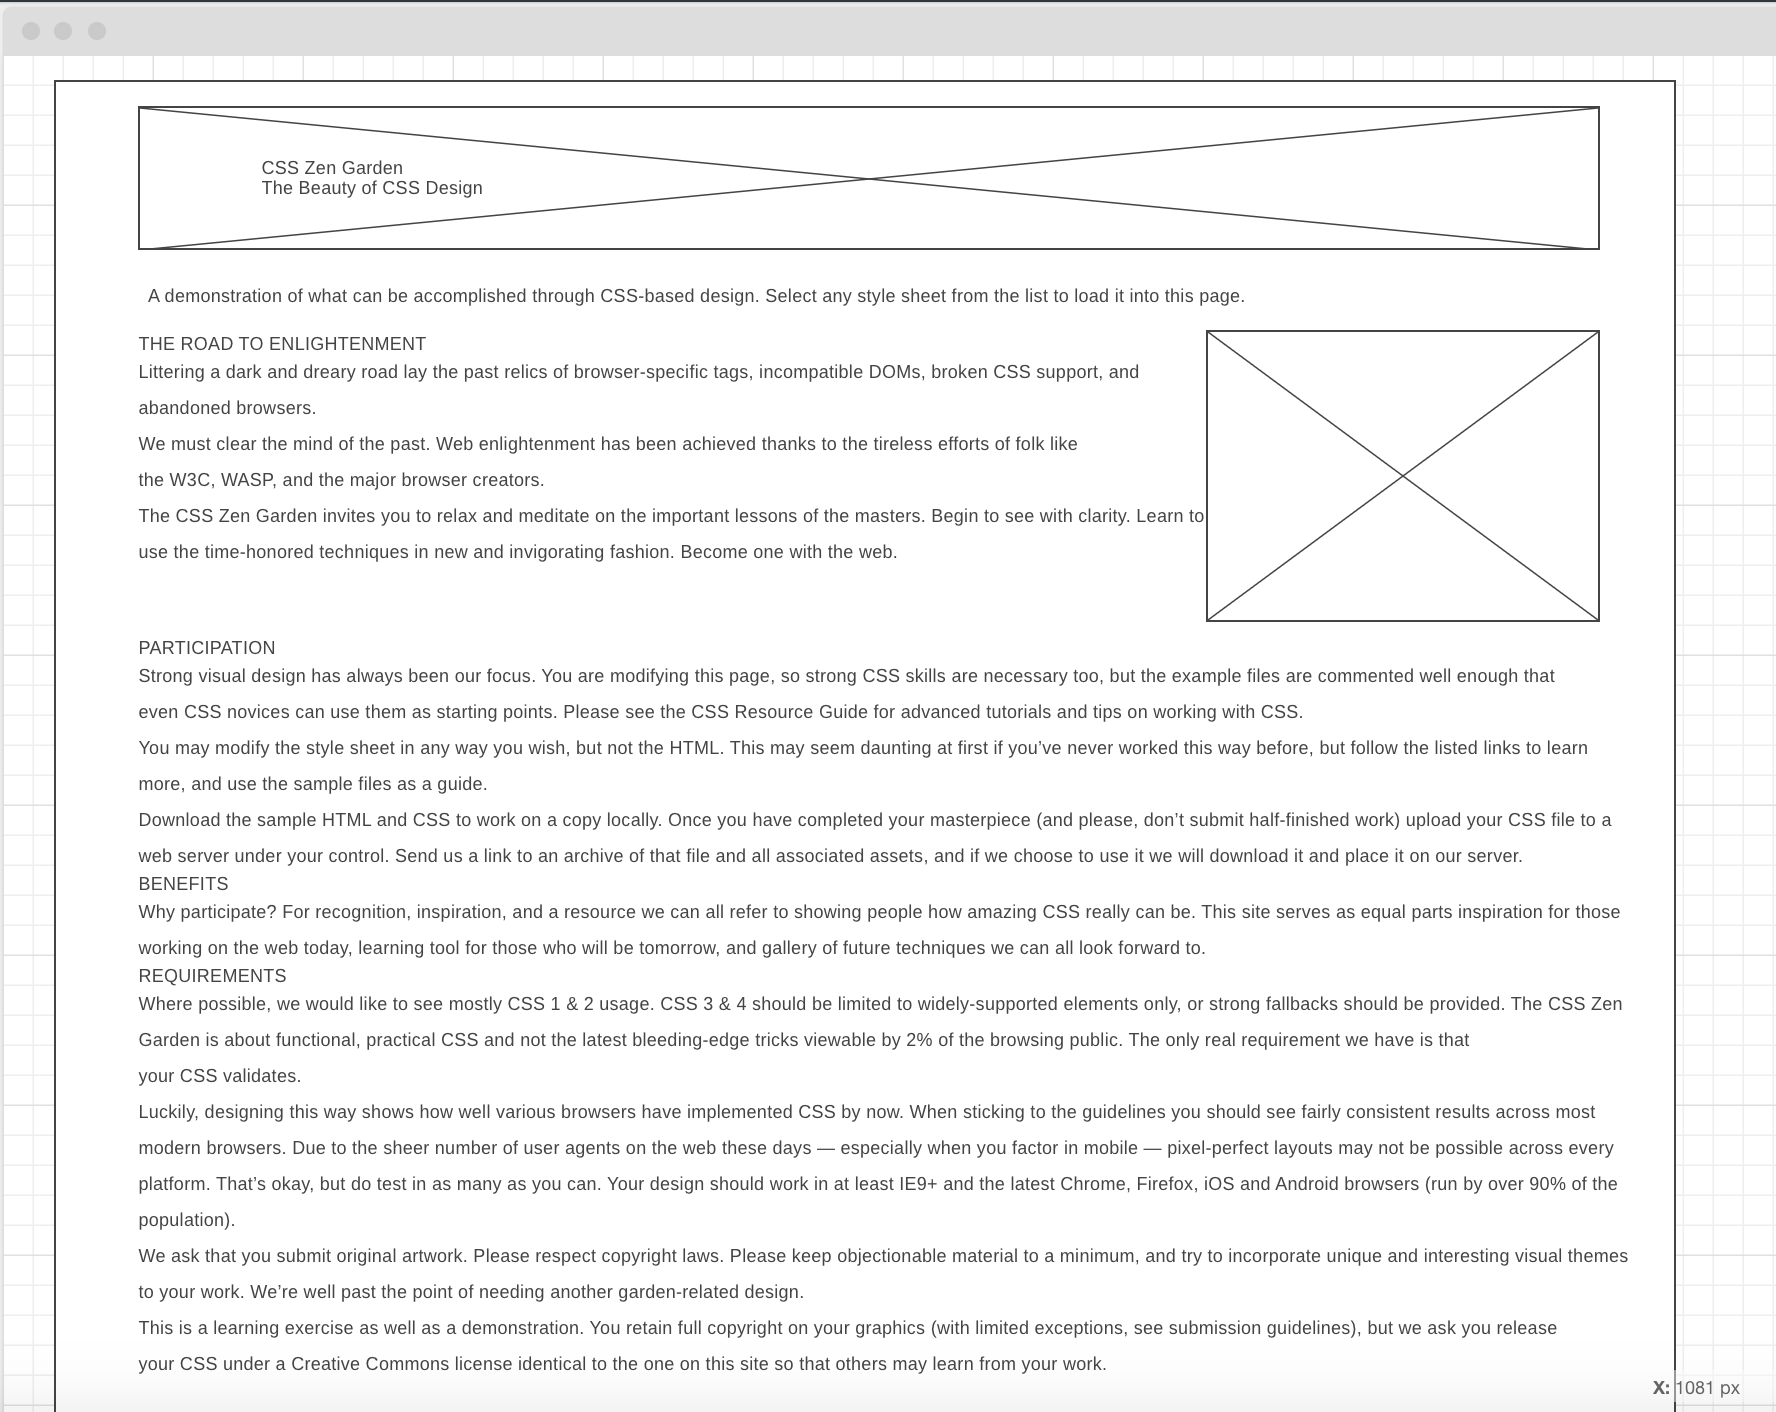 CSS Zen Garden
The Beauty of CSS Design
A demonstration of what can be accomplished through CSS-based design. Select any style sheet from the list to load it into this page.
THE ROAD TO ENLIGHTENMENT
Littering a dark and dreary road lay the past relics of browser-specific tags, incompatible DOMs, broken CSS support, and
abandoned browsers.
We must clear the mind of the past. Web enlightenment has been achieved thanks to the tireless efforts of folk like
the W3C, WASP, and the major browser creators.
The CSS Zen Garden invites you to relax and meditate on the important lessons of the masters. Begin to see with clarity. Learn to
use the time-honored techniques in new and invigorating fashion. Become one with the web.
PARTICIPATION
Strong visual design has always been our focus. You are modifying this page, so strong CSS skills are necessary too, but the example files are commented well enough that
even CSS novices can use them as starting points. Please see the CSS Resource Guide for advanced tutorials and tips on working with CSS.
You may modify the style sheet in any way you wish, but not the HTML. This may seem daunting at first if you’ve never worked this way before, but follow the listed links to learn
more, and use the sample files as a guide.
Download the sample HTML and CSS to work on a copy locally. Once you have completed your masterpiece (and please, don’t submit half-finished work) upload your CSS file to a
web server under your control. Send us a link to an archive of that file and all associated assets, and if we choose to use it we will download it and place it on our server.
BENEFITS
Why participate? For recognition, inspiration, and a resource we can all refer to showing people how amazing CSS really can be. This site serves as equal parts inspiration for those
working on the web today, learning tool for those who will be tomorrow, and gallery of future techniques we can all look forward to.
REQUIREMENTS
Where possible, we would like to see mostly CSS 1 & 2 usage. CSS 3 & 4 should be limited to widely-supported elements only, or strong fallbacks should be provided. The CSS Zen
Garden is about functional, practical CSS and not the latest bleeding-edge tricks viewable by 2% of the browsing public. The only real requirement we have is that
your CSS validates.
Luckily, designing this way shows how well various browsers have implemented CSS by now. When sticking to the guidelines you should see fairly consistent results across most
modern browsers. Due to the sheer number of user agents on the web these days — especially when you factor in mobile — pixel-perfect layouts may not be possible across every
platform. That’s okay, but do test in as many as you can. Your design should work in at least IE9+ and the latest Chrome, Firefox, iOS and Android browsers (run by over 90% of the
population).
We ask that you submit original artwork. Please respect copyright laws. Please keep objectionable material to a minimum, and try to incorporate unique and interesting visual themes
to your work. We’re well past the point of needing another garden-related design.
This is a learning exercise as well as a demonstration. You retain full copyright on your graphics (with limited exceptions, see submission guidelines), but we ask you release
your CSS under a Creative Commons license identical to the one on this site so that others may learn from your work.
X: 1081 px